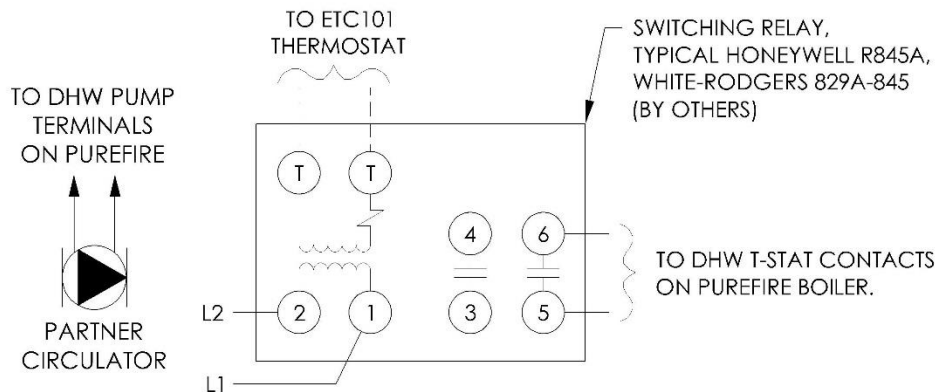 TO ETC101
THERMOSTAT
SWITCHING RELAY,
TYPICAL HONEYWELL R845A,
WHITE-RODGERS 829A-845
(BY OTHERS)
TO DHW PUMP
TERMINALS
ON PUREFIRE
T
T
4
6
TO DHW T-STAT CONTACTS
ON PUREFIRE BOILER.
L2
2
1
3
5
PARTNER
CIRCULATOR
L1